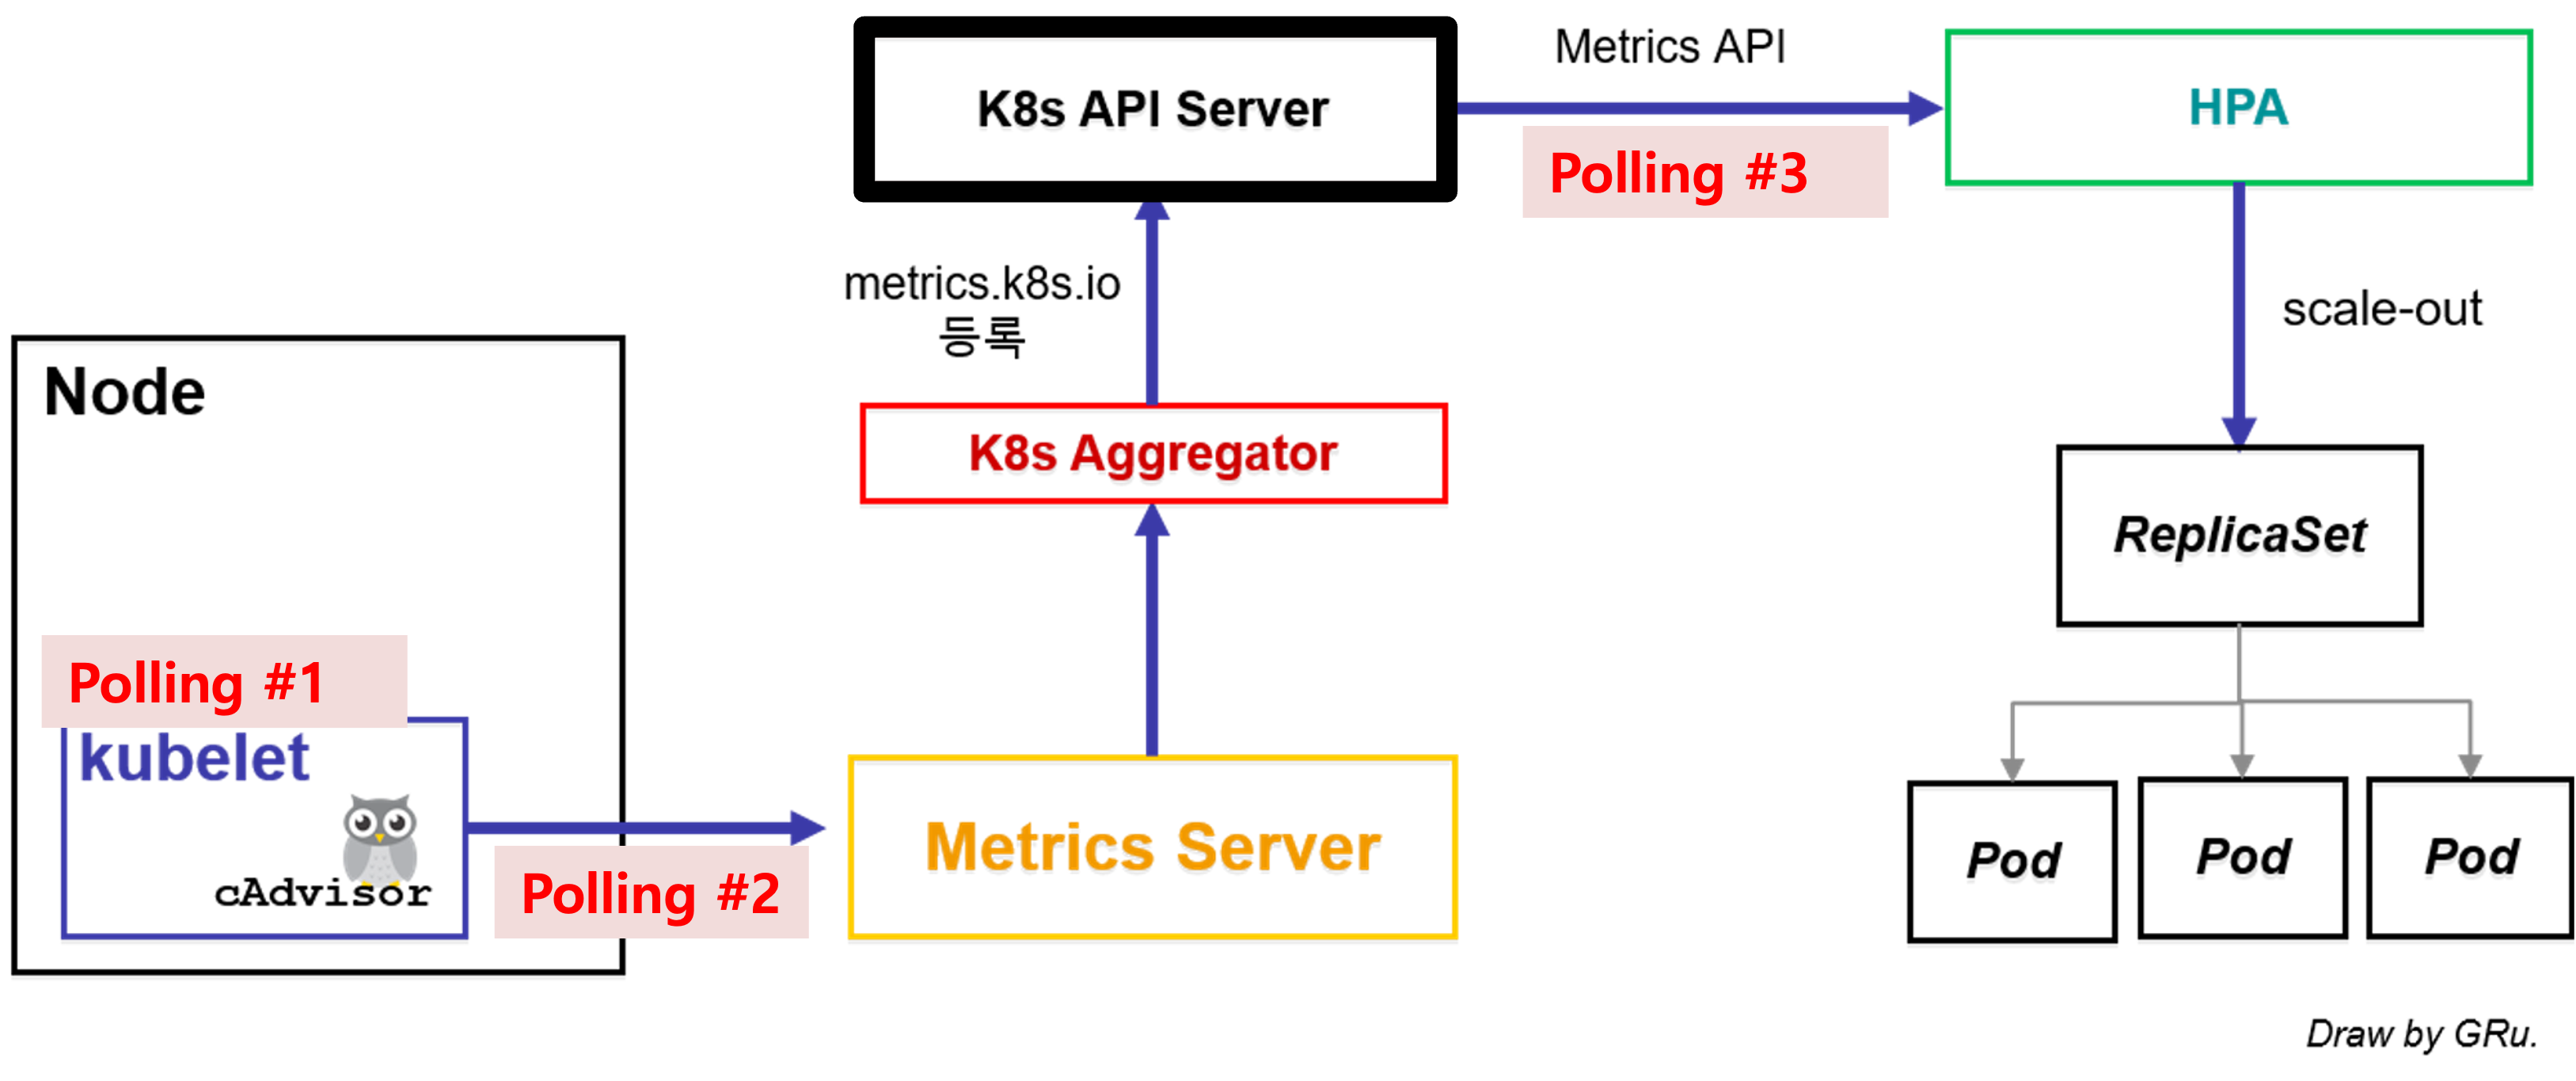 K8s API Server
Metrics API
Polling #3
HPA
metrics.k8s.io
등록
scale-out
Node
K8s Aggregator
ReplicaSet
Polling #1
kubelet
cAdvisor
Polling #2
Metrics Server
Pod
Pod
Pod
Draw by GRu.